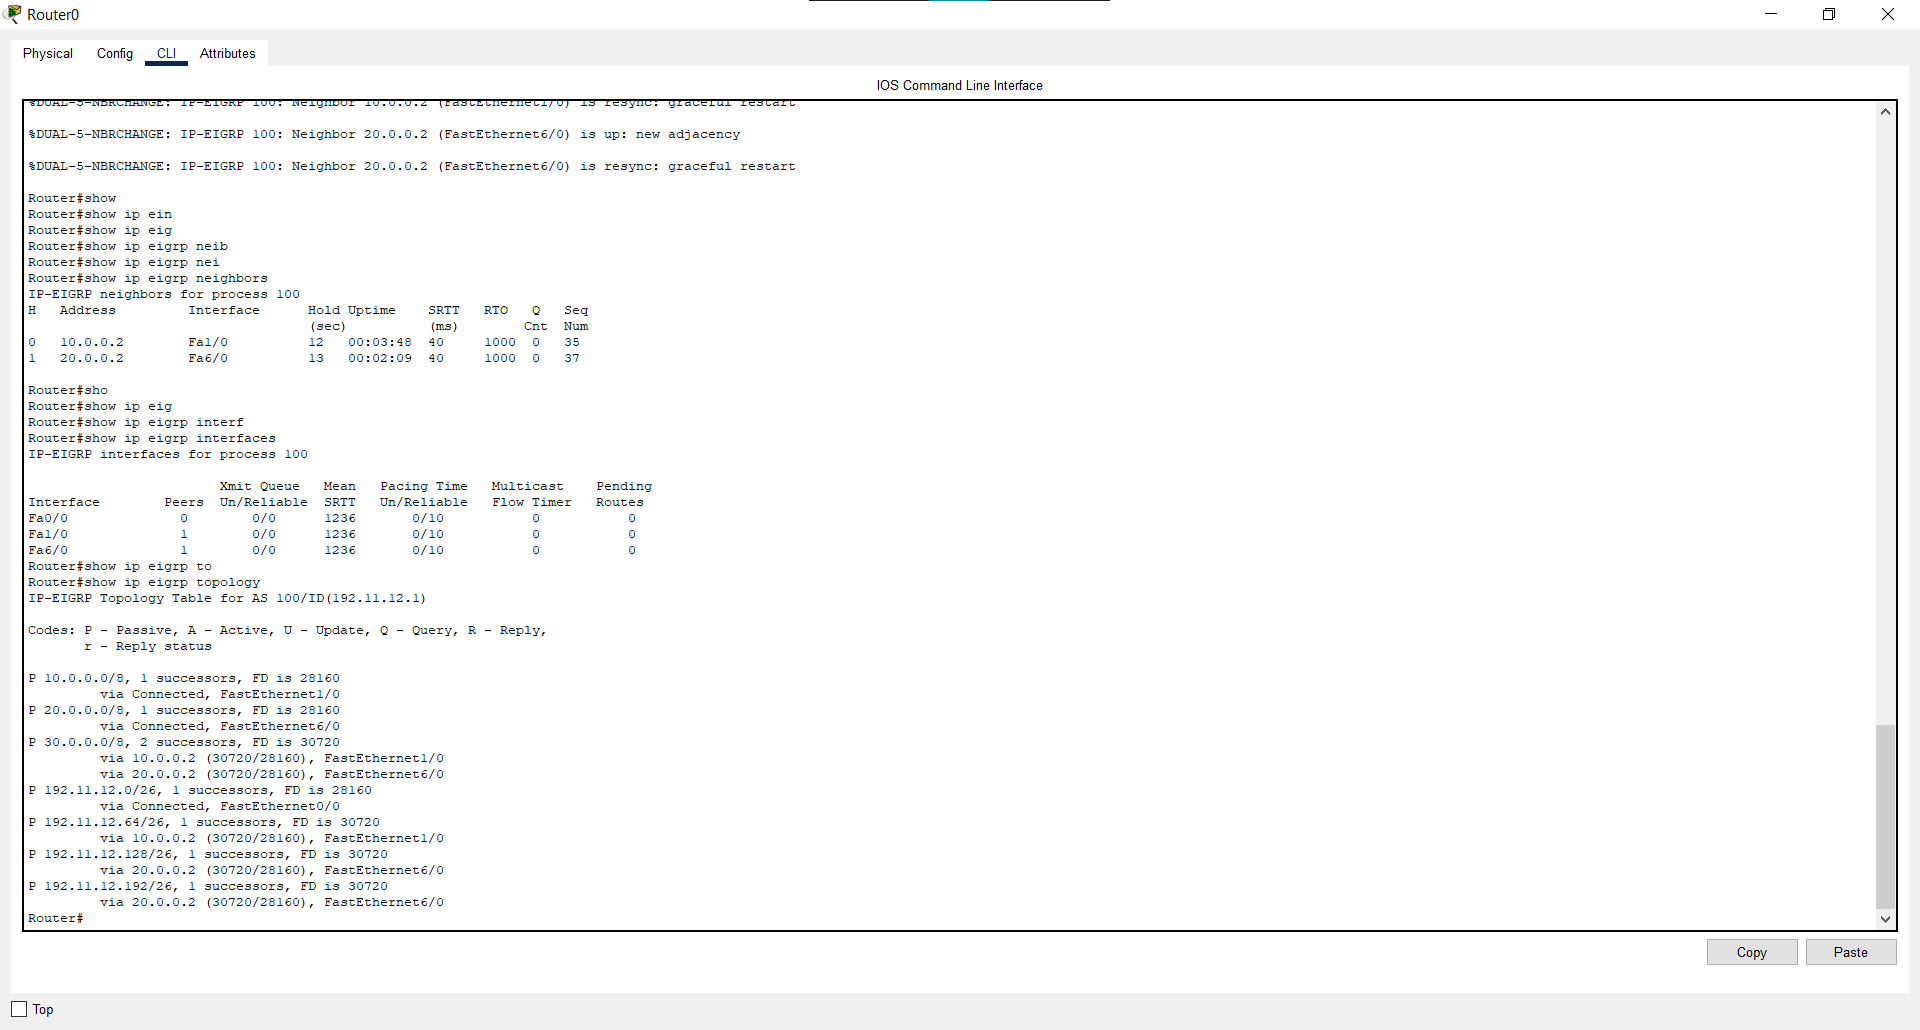 Router0
Physical Config CLI Attributes
IOS Command Line Interface
%DUAL-5-NBRCHANGE: IP-EIGRP 100: Neighbor 10.0.0.2 (FastEthernet1/0) is resync: graceful restart
%DUAL-5-NBRCHANGE: IP-EIGRP 100: Neighbor 20.0.0.2 (FastEthernet6/0) is up: new adjacency
%DUAL-5-NBRCHANGE: IP-EIGRP 100: Neighbor 20.0.0.2 (FastEthernet6/0) is resync: graceful restart
Router#show
Router#show ip ein
Router#show ip eig
Router#show ip eigrp neib
Router#show ip eigrp nei
Router#show ip eigrp neighbors
IP-EIGRP neighbors for process 100
H   Address         Interface      Hold Uptime    SRTT   RTO   Q   Seq
                                   (sec)          (ms)        Cnt  Num
0   10.0.0.2        Fa1/0          12   00:03:48  40     1000  0   35
1   20.0.0.2        Fa6/0          13   00:02:09  40     1000  0   37
Router#sho
Router#show ip eig
Router#show ip eigrp interf
Router#show ip eigrp interfaces
IP-EIGRP interfaces for process 100
                        Xmit Queue   Mean   Pacing Time   Multicast    Pending
Interface        Peers  Un/Reliable  SRTT   Un/Reliable   Flow Timer   Routes
Fa0/0              0        0/0      1236       0/10           0           0
Fa1/0              1        0/0      1236       0/10           0           0
Fa6/0              1        0/0      1236       0/10           0           0
Router#show ip eigrp to
Router#show ip eigrp topology
IP-EIGRP Topology Table for AS 100/ID(192.11.12.1)
Codes: P - Passive, A - Active, U - Update, Q - Query, R - Reply,
       r - Reply status
P 10.0.0.0/8, 1 successors, FD is 28160
         via Connected, FastEthernet1/0
P 20.0.0.0/8, 1 successors, FD is 28160
         via Connected, FastEthernet6/0
P 30.0.0.0/8, 2 successors, FD is 30720
         via 10.0.0.2 (30720/28160), FastEthernet1/0
         via 20.0.0.2 (30720/28160), FastEthernet6/0
P 192.11.12.0/26, 1 successors, FD is 28160
         via Connected, FastEthernet0/0
P 192.11.12.64/26, 1 successors, FD is 30720
         via 10.0.0.2 (30720/28160), FastEthernet1/0
P 192.11.12.128/26, 1 successors, FD is 30720
         via 20.0.0.2 (30720/28160), FastEthernet6/0
P 192.11.12.192/26, 1 successors, FD is 30720
         via 20.0.0.2 (30720/28160), FastEthernet6/0
Router#
Copy Paste
Top